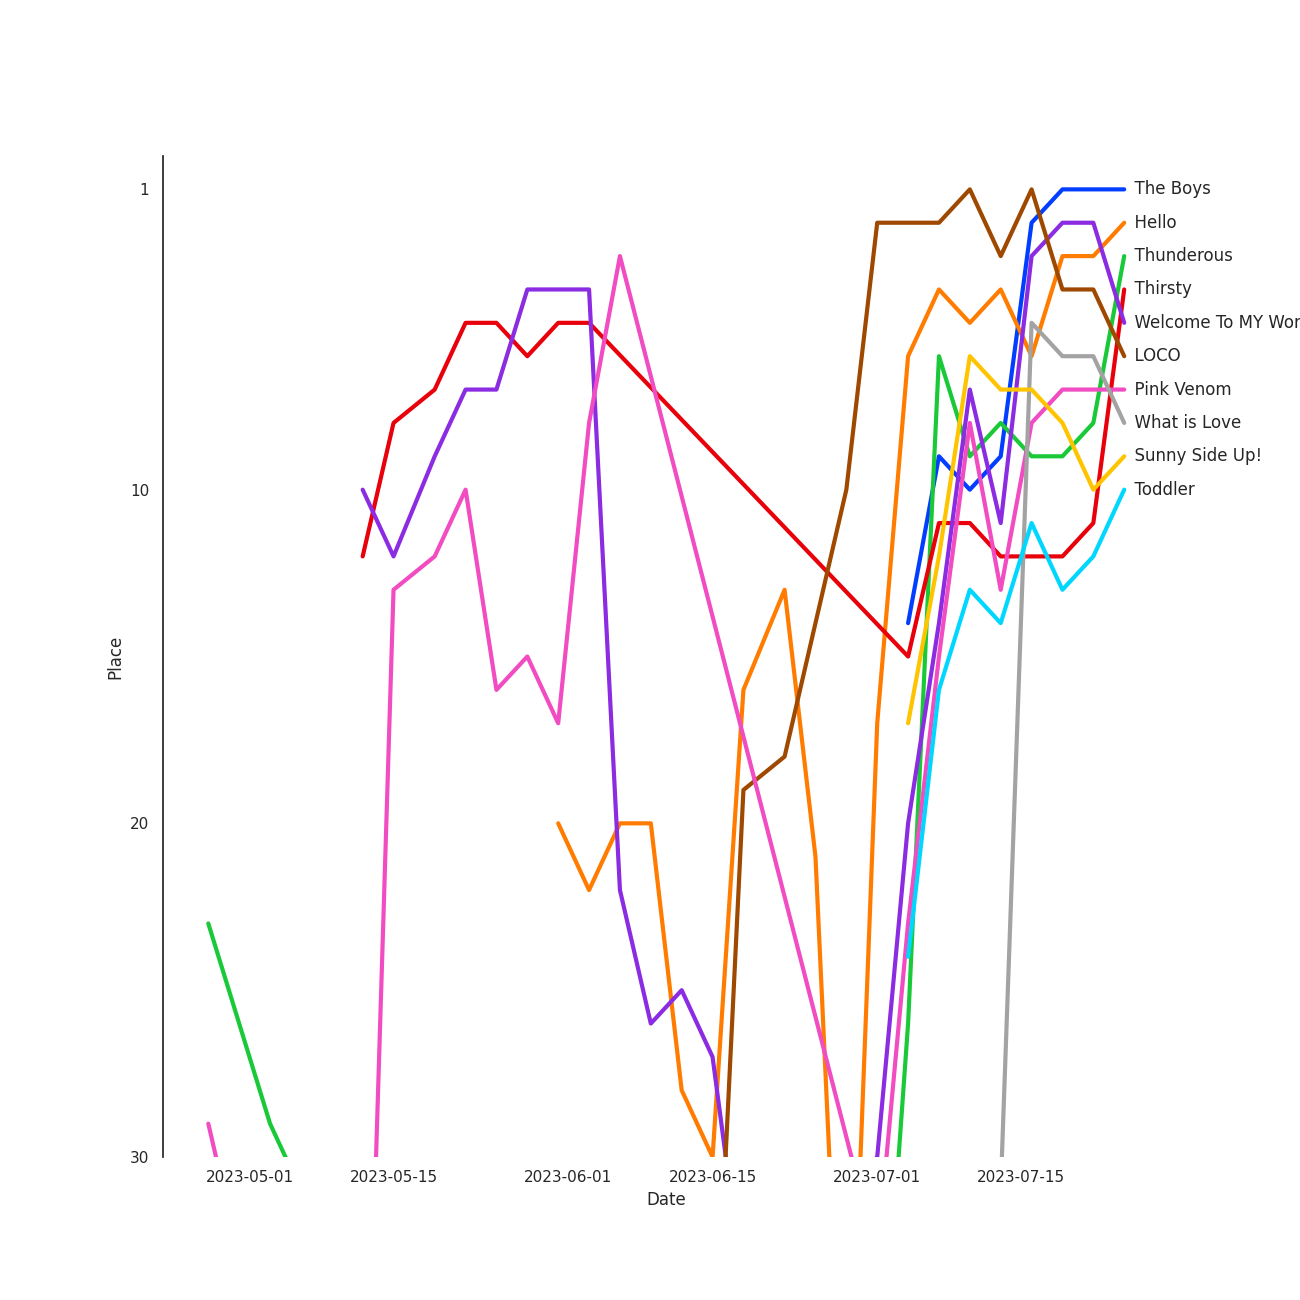 1
10
20
30
Place
2023-05-01
2023-05-15
2023-06-01
2023-06-15
2023-07-01
2023-07-15
Date
The Boys
Hello
Thunderous
Thirsty
Welcome To MY Wor
LOCO
Pink Venom
What is Love
Sunny Side Up!
Toddler